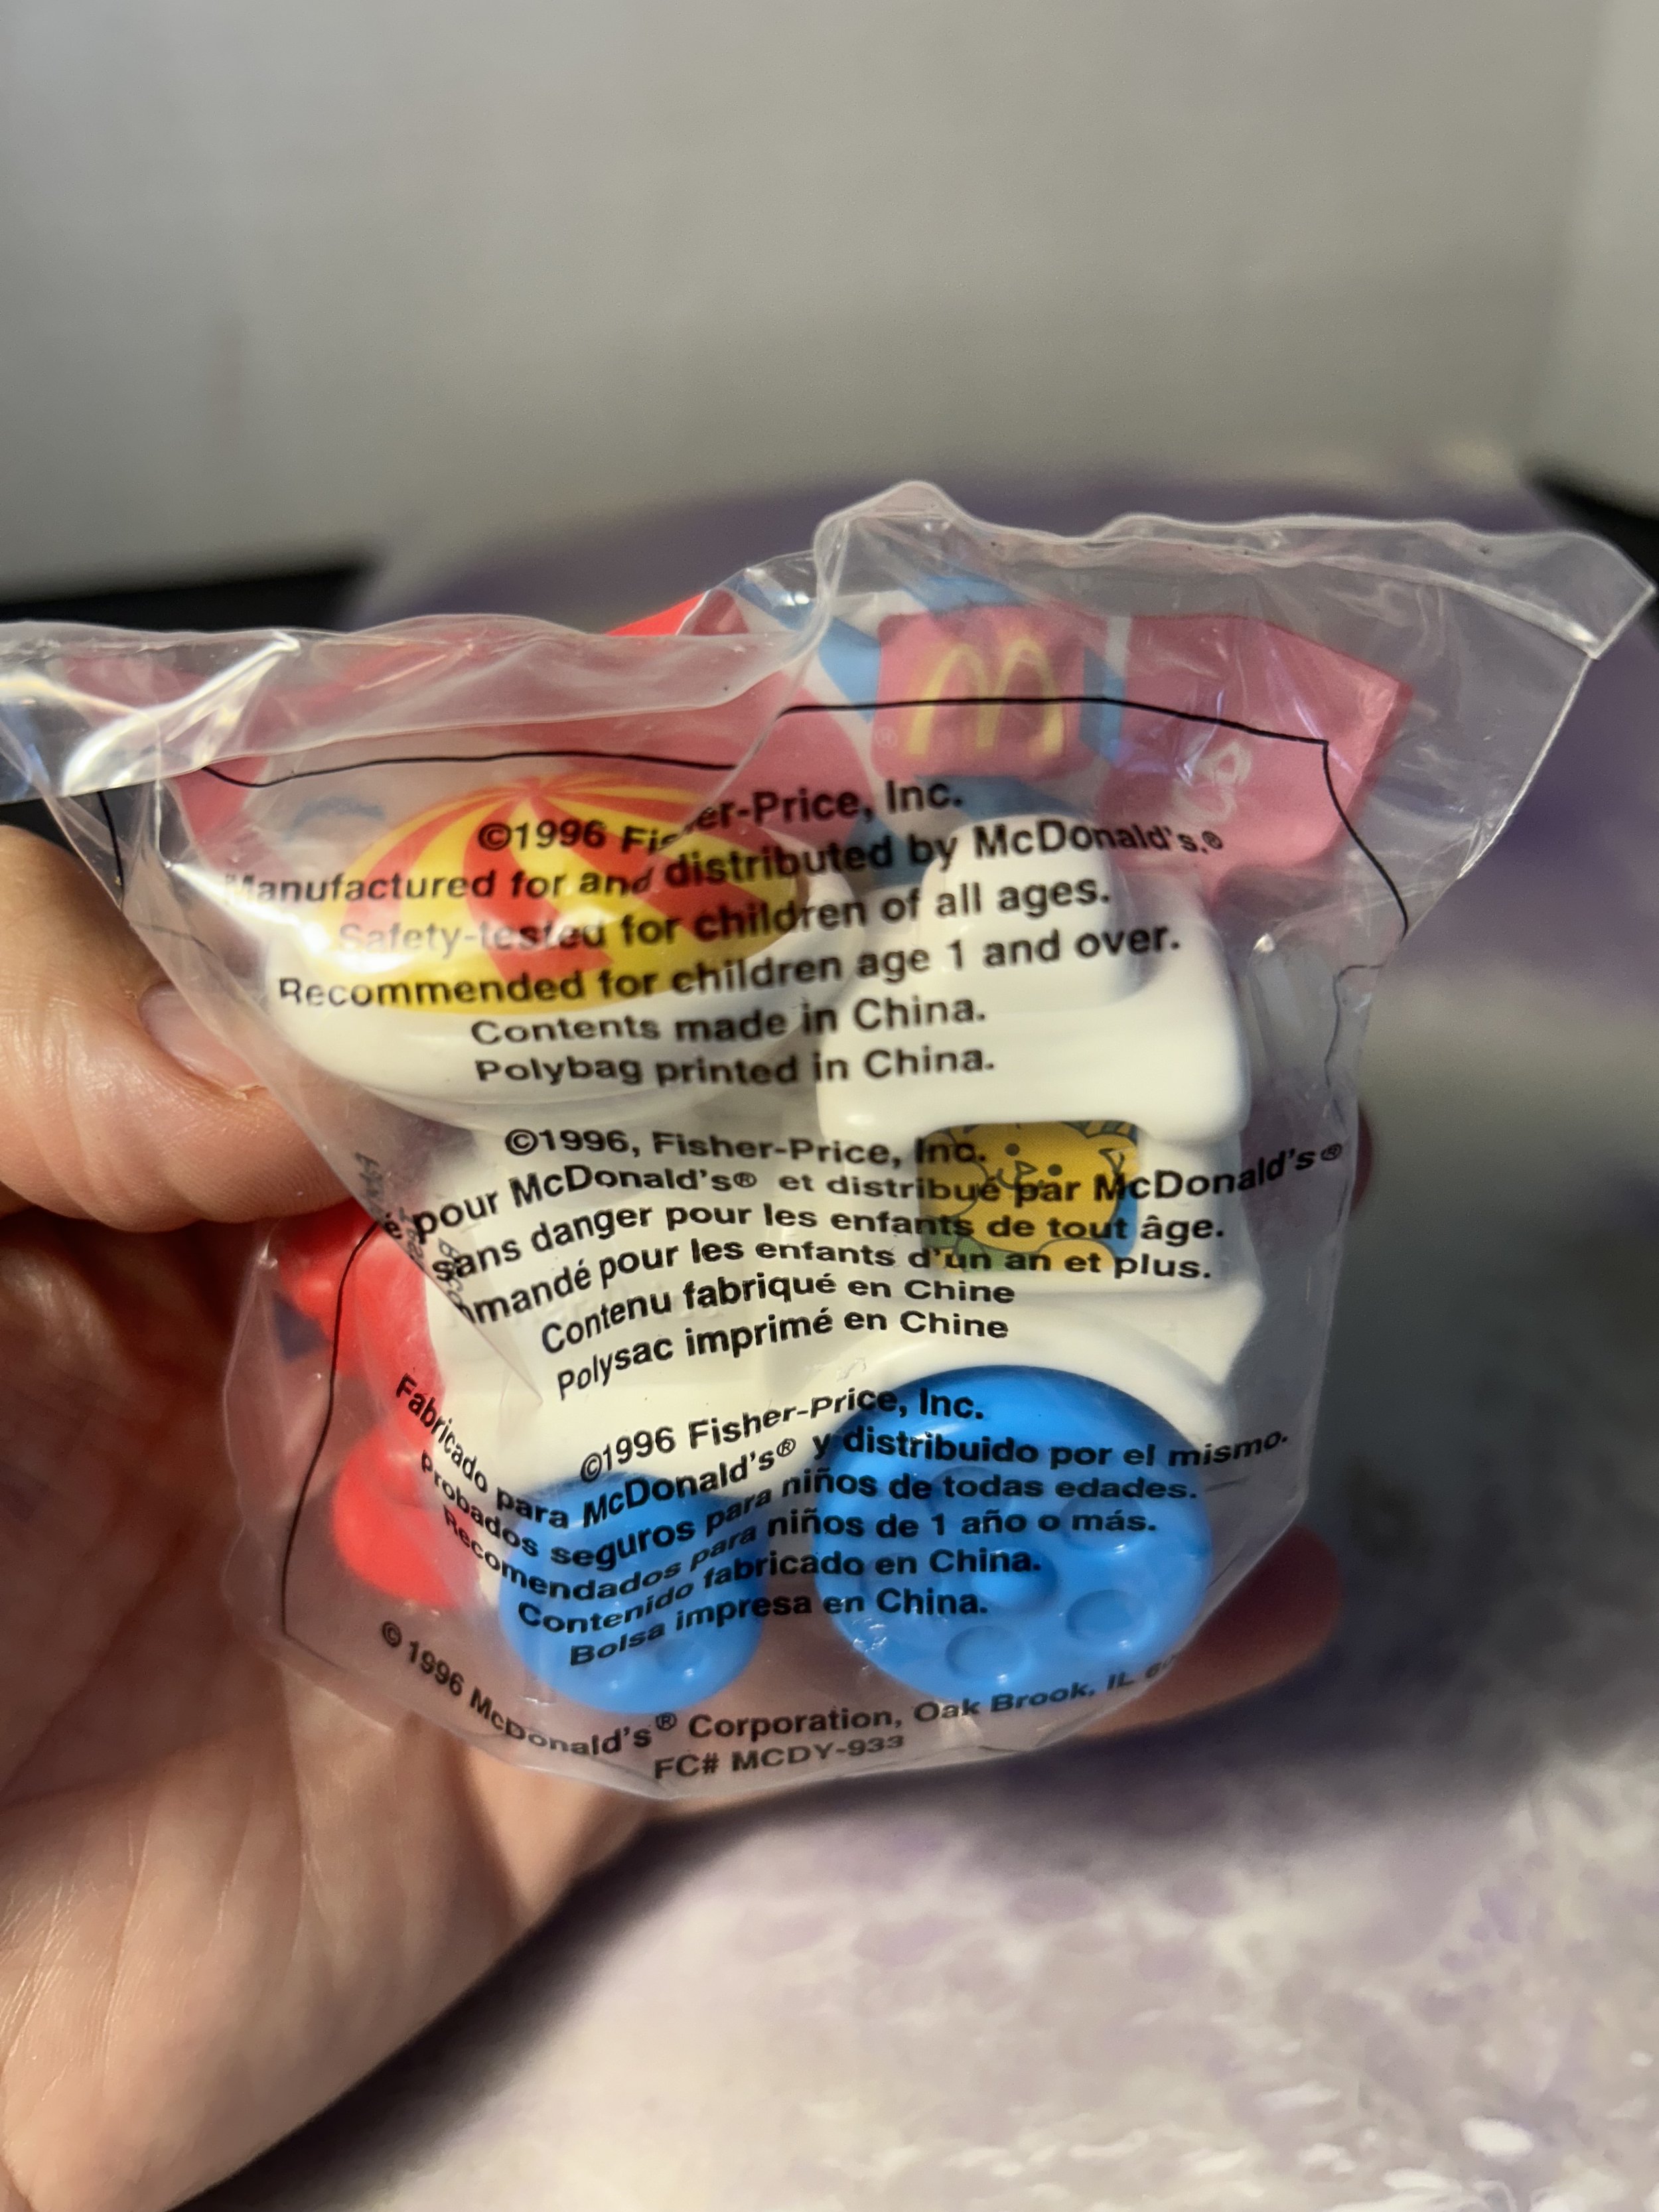 ©1996 Fisher-Price, Inc.
Manufactured for and distributed by McDonald's.®
Safety-tested for children of all ages.
Recommended for children age 1 and over.
Contents made in China.
Polybag printed in China.
©1996, Fisher-Price, Inc.
é pour McDonald's® et distribué par McDonald's®
sans danger pour les enfants de tout âge.
mmandé pour les enfants d'un an et plus.
Contenu fabriqué en Chine
Polysac imprimé en Chine
©1996 Fisher-Price, Inc.
Fabricado para McDonald's® y distribuido por el mismo.
Probados seguros para niños de todas edades.
Recomendados para niños de 1 año o más.
Contenido fabricado en China.
Bolsa impresa en China.
© 1996 McDonald's® Corporation, Oak Brook, IL
FC# MCDY-933